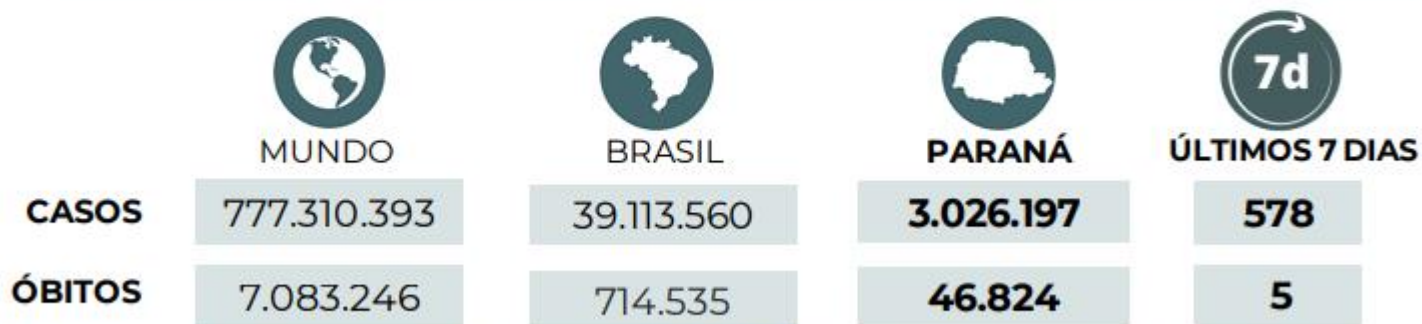 7d
MUNDO BRASIL PARANÁ ÚLTIMOS 7 DIAS
CASOS 777.310.393 39.113.560 3.026.197 578
ÓBITOS 7.083.246 714.535 46.824 5